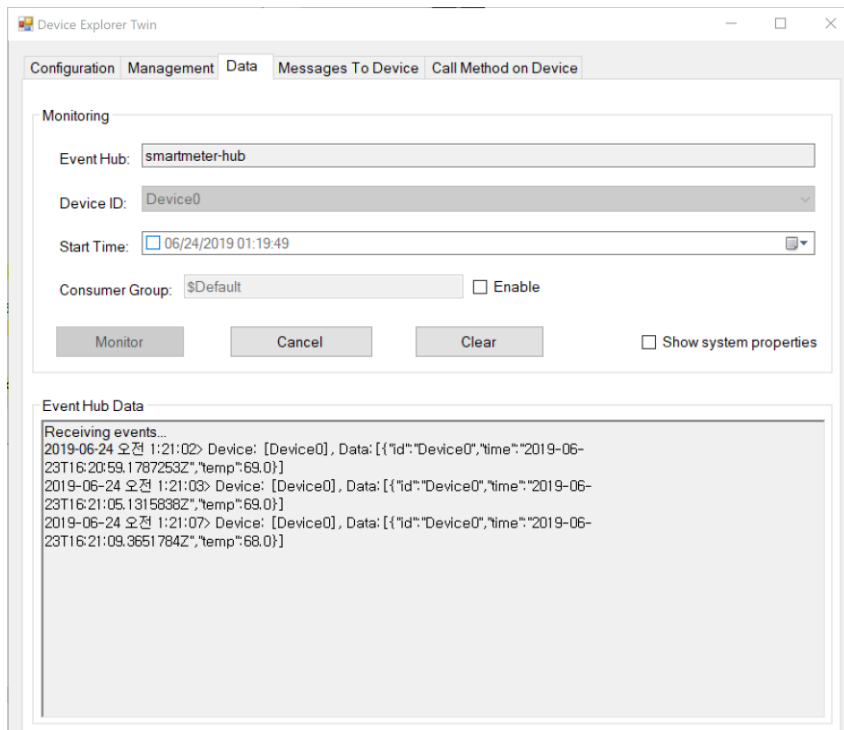 Device Explorer Twin
Configuration Management Data Messages To Device Call Method on Device
Monitoring
Event Hub: smartmeter-hub
Device ID: Device0
Start Time: 06/24/2019 01:19:49
Consumer Group: $Default Enable
Monitor Cancel Clear Show system properties
Event Hub Data
Receiving events...
2019-06-24 오전 1:21:02> Device: [Device0], Data:[{"id":"Device0","time":"2019-06-
23T16:20:59.1787253Z","temp":69.0}]
2019-06-24 오전 1:21:03> Device: [Device0], Data:[{"id":"Device0","time":"2019-06-
23T16:21:05.1315838Z","temp":69.0}]
2019-06-24 오전 1:21:07> Device: [Device0], Data:[{"id":"Device0","time":"2019-06-
23T16:21:09.3651784Z","temp":68.0}]